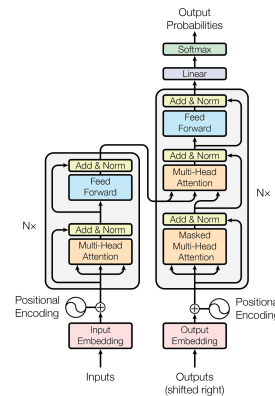 Output
Probabilities
Softmax
Linear
Add & Norm
Feed
Forward
Add & Norm
Multi-Head
Attention
Add & Norm
Masked
Multi-Head
Attention
Nx
Add & Norm
Feed
Forward
Add & Norm
Multi-Head
Attention
Nx
Positional
Encoding
Positional
Encoding
Input
Embedding
Output
Embedding
Inputs
Outputs
(shifted right)